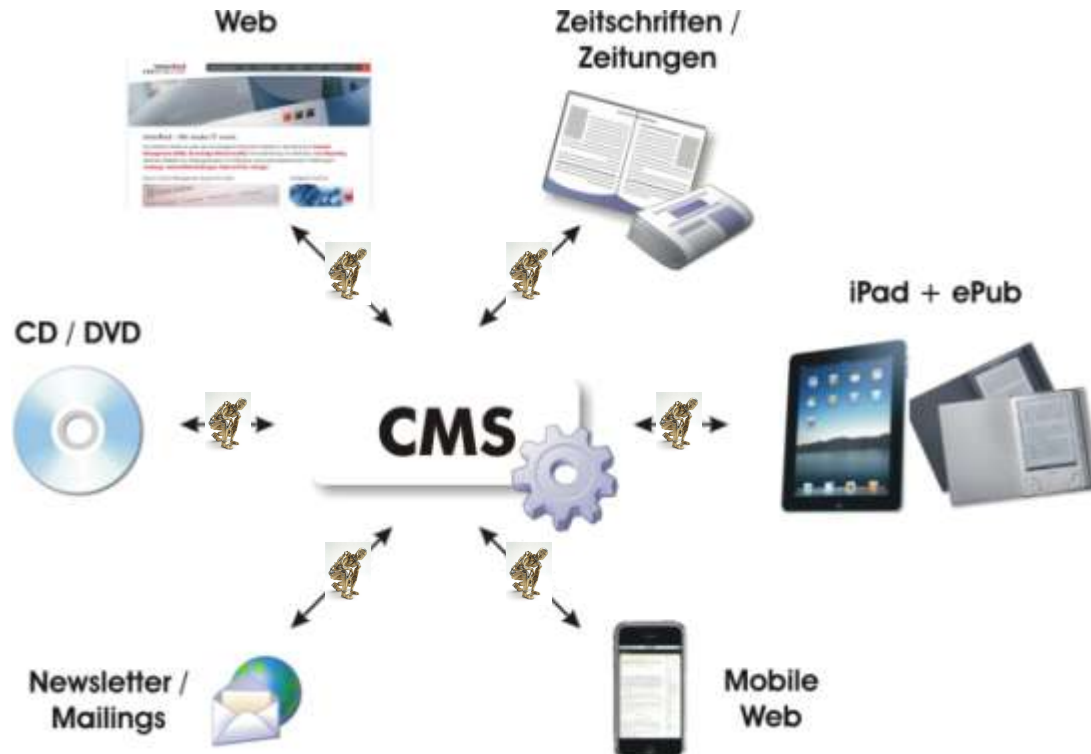 Web
Zeitschriften /
Zeitungen
iPad + ePub
CD / DVD
CMS
Newsletter /
Mailings
Mobile
Web